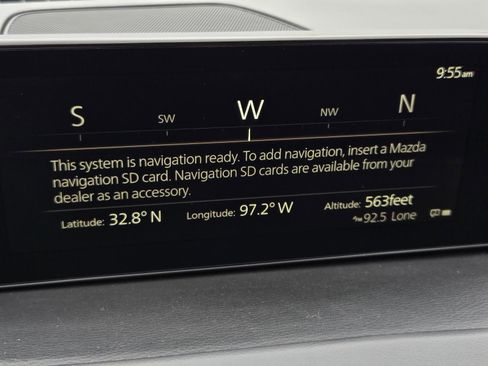 9:55am
S SW W NW N
This system is navigation ready. To add navigation, insert a Mazda
navigation SD card. Navigation SD cards are available from your
dealer as an accessory.
Latitude: 32.8° N Longitude: 97.2° W Altitude: 563feet
92.5 Lone